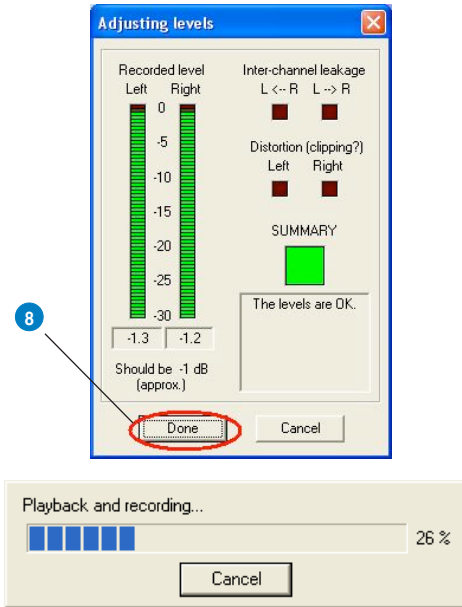 Adjusting levels
Recorded level
Left Right
0
-5
-10
-15
-20
-25
-30
-1.3 -1.2
Should be -1 dB
(approx.)
Inter-channel leakage
L <-- R L --> R
Distortion (clipping?)
Left Right
SUMMARY
The levels are OK.
8
Done Cancel
Playback and recording...
26 %
Cancel